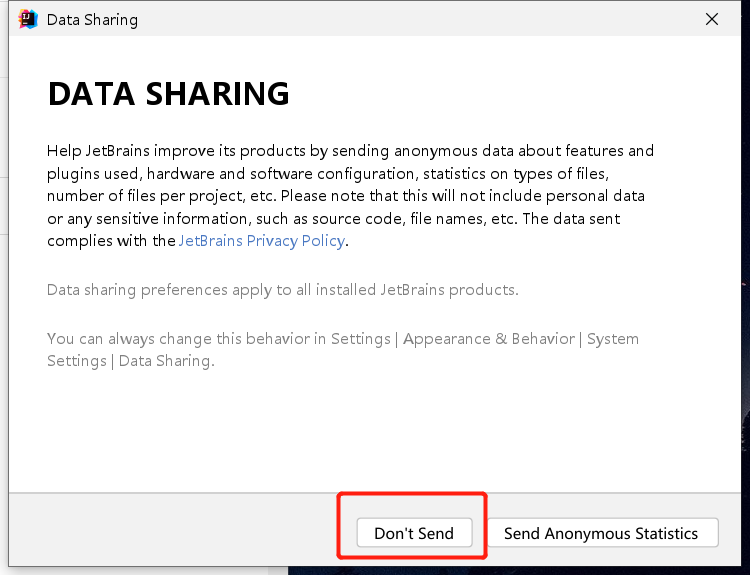 Data Sharing
DATA SHARING
Help JetBrains improve its products by sending anonymous data about features and
plugins used, hardware and software configuration, statistics on types of files,
number of files per project, etc. Please note that this will not include personal data
or any sensitive information, such as source code, file names, etc. The data sent
complies with the JetBrains Privacy Policy.
Data sharing preferences apply to all installed JetBrains products.
You can always change this behavior in Settings | Appearance & Behavior | System
Settings | Data Sharing.
Don't Send
Send Anonymous Statistics